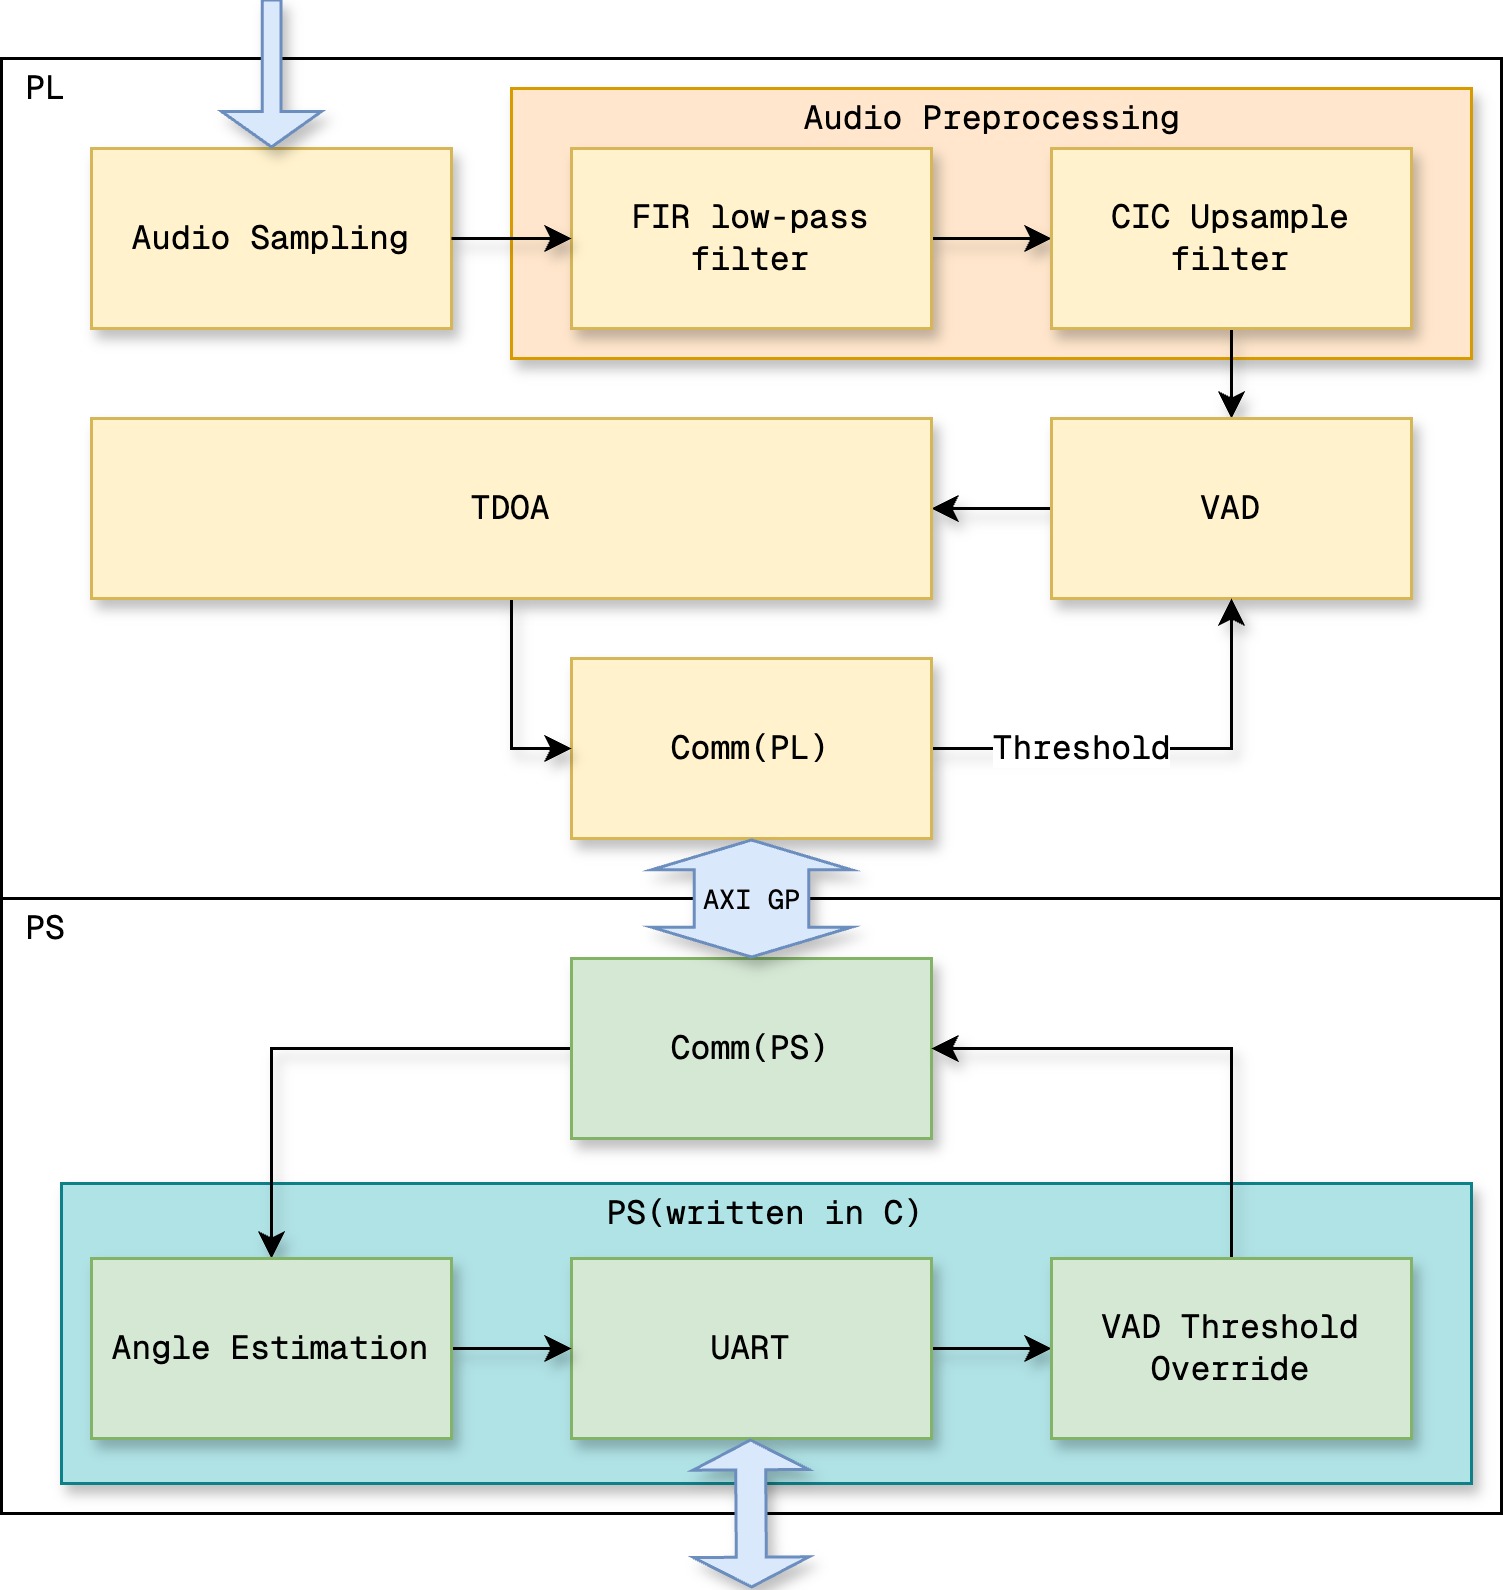 PL
Audio Preprocessing
Audio Sampling
FIR low-pass
filter
CIC Upsample
filter
TDOA
VAD
Comm(PL)
Threshold
AXI GP
PS
Comm(PS)
PS(written in C)
Angle Estimation
UART
VAD Threshold
Override